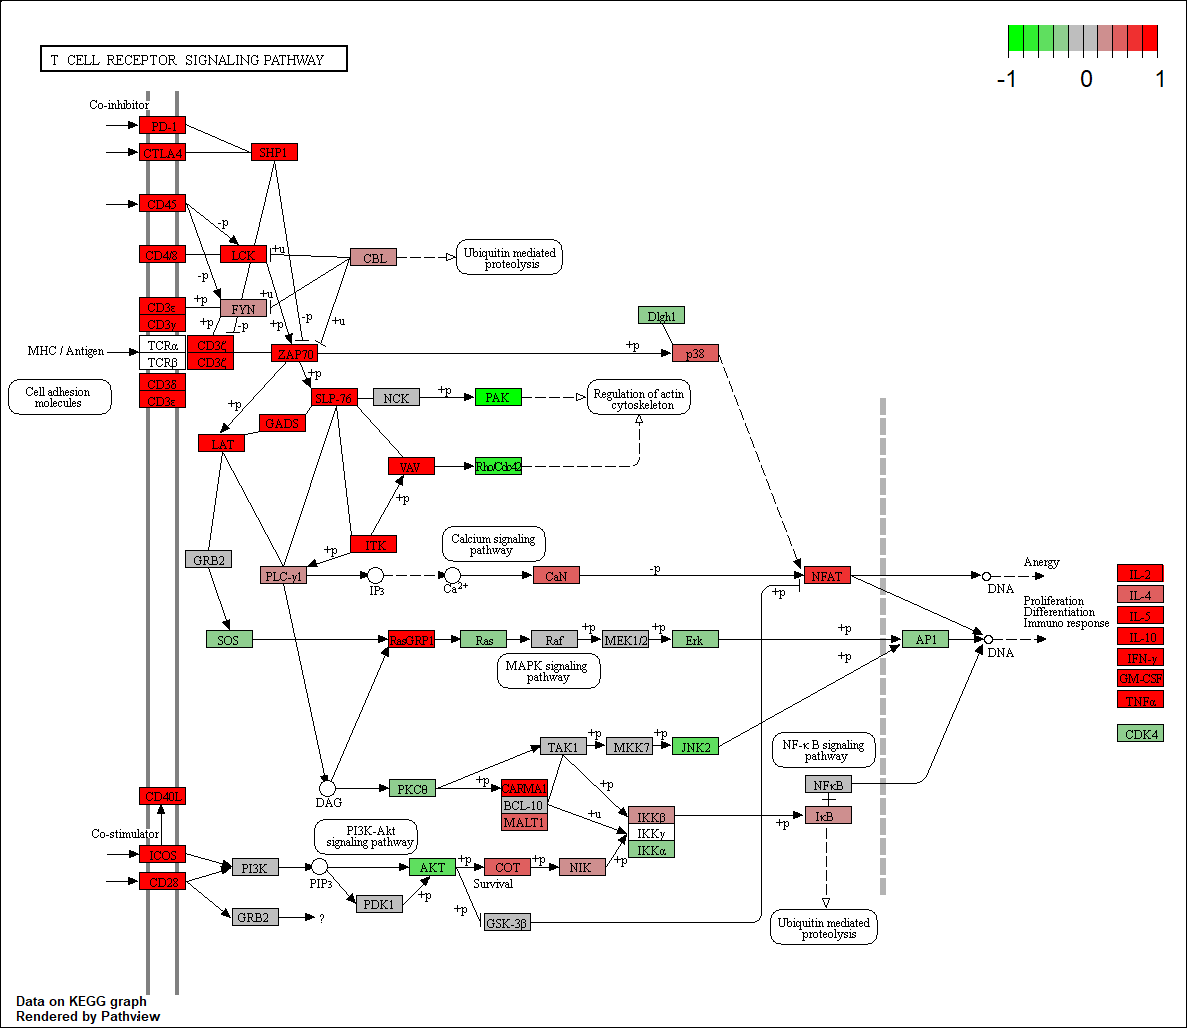 T CELL RECEPTOR SIGNALING PATHWAY
-1
0
1
Co-inhibitor
PD-1
CTLA4
SHP1
CD45
-p
CD4/8
LCK
+u
CBL
Ubiquitin mediated
proteolysis
-p
+p
+u
CD3ε
FYN
CD3γ
+p
-p
+p
-p
+u
Dlgh1
MHC / Antigen
TCRα
CD3ζ
TCRβ
CD3ζ
ZAP70
+p
p38
Cell adhesion
molecules
CD3δ
CD3ε
+p
+p
SLP-76
NCK
+p
PAK
Regulation of actin
cytoskeleton
GADS
LAT
VAV
Rho/Cdc42
+p
ITK
+p
Calcium signaling
pathway
GRB2
PLC-γ1
IP3
Ca2+
CaN
-p
NFAT
+p
DNA
Anergy
Proliferation
Differentiation
Immuno response
SOS
RasGRP1
Ras
Raf
+p
MEK1/2
+p
Erk
+p
AP1
DNA
+p
MAPK signaling
pathway
IL-2
IL-4
IL-5
IL-10
IFN-γ
GM-CSF
TNFα
CDK4
TAK1
+p
MKK7
+p
JNK2
NF-κ B signaling
pathway
DAG
PKCθ
+p
+p
CARMA1
BCL-10
MALT1
+u
IKKβ
IKKγ
IKKα
+p
NFκB
IκB
CD40L
Co-stimulator
ICOS
CD28
PI3K-Akt
signaling pathway
PI3K
PIP3
AKT
+p
COT
+p
NIK
+p
Survival
PDK1
+p
+p
GSK-3β
GRB2
?
Ubiquitin mediated
proteolysis
Data on KEGG graph
Rendered by Pathview